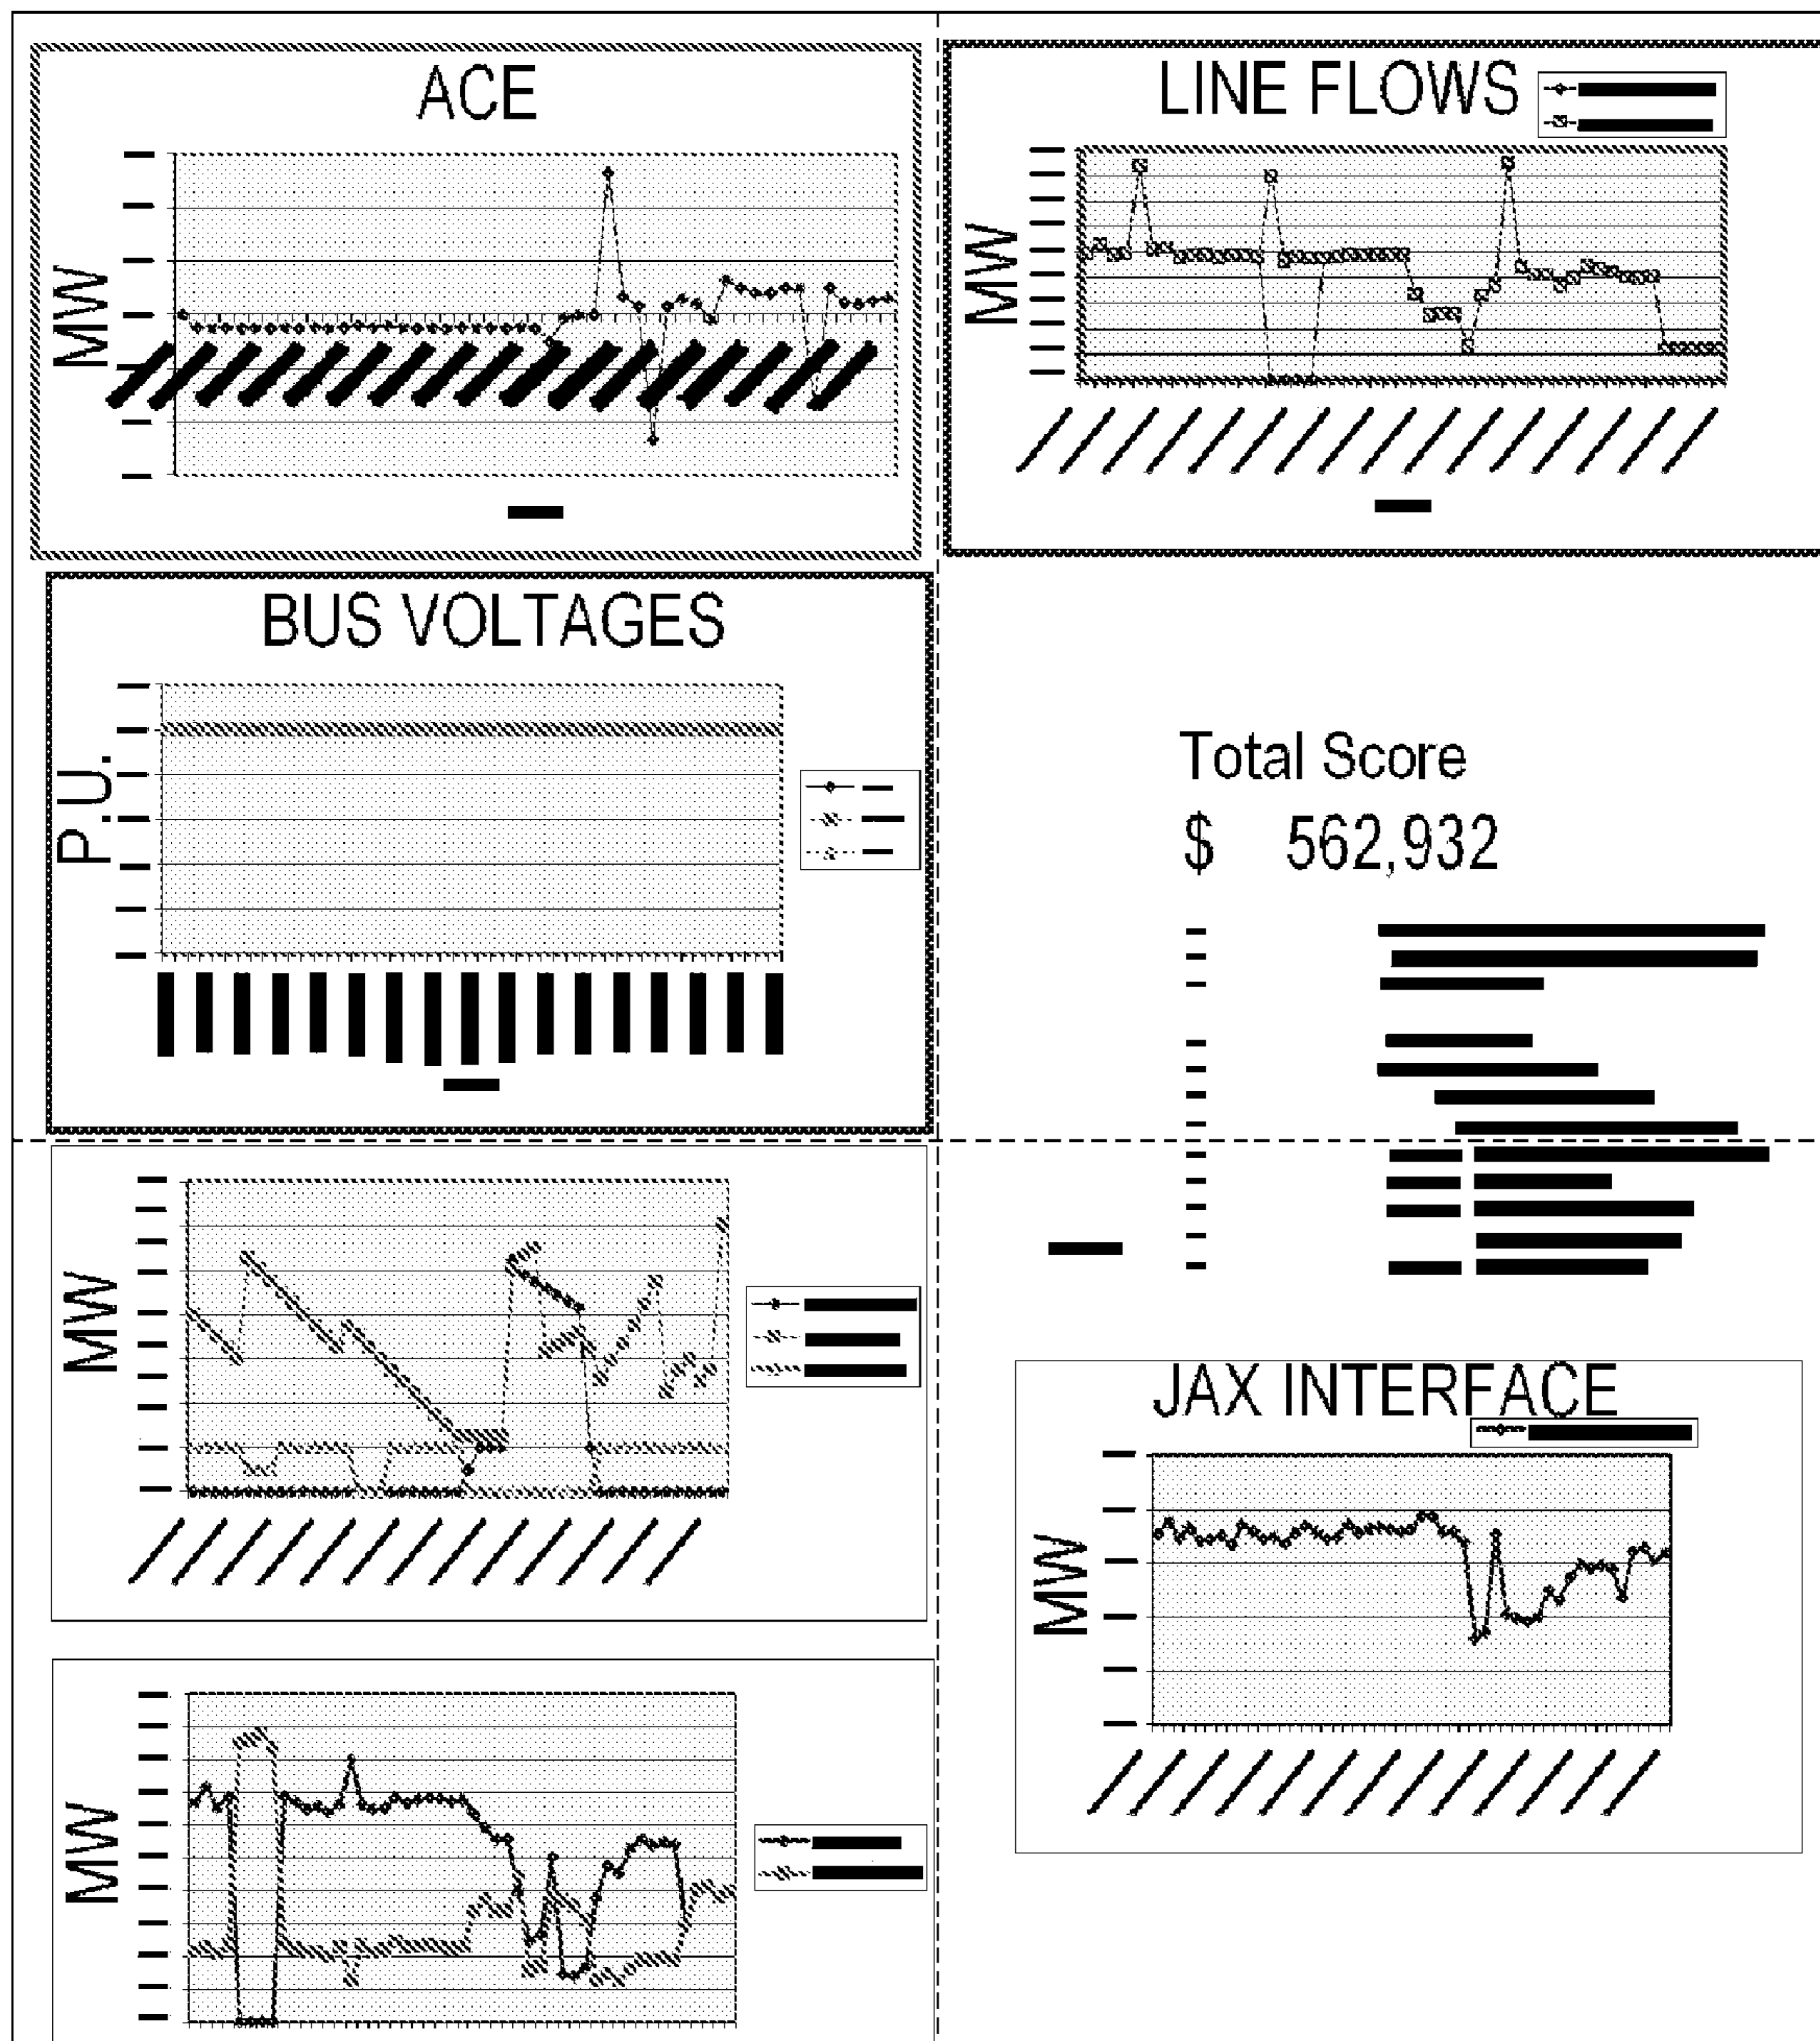 ACE
MW
LINE FLOWS
MW
BUS VOLTAGES
P.U.
Total Score
$ 562,932
MW
JAX INTERFACE
MW
MW